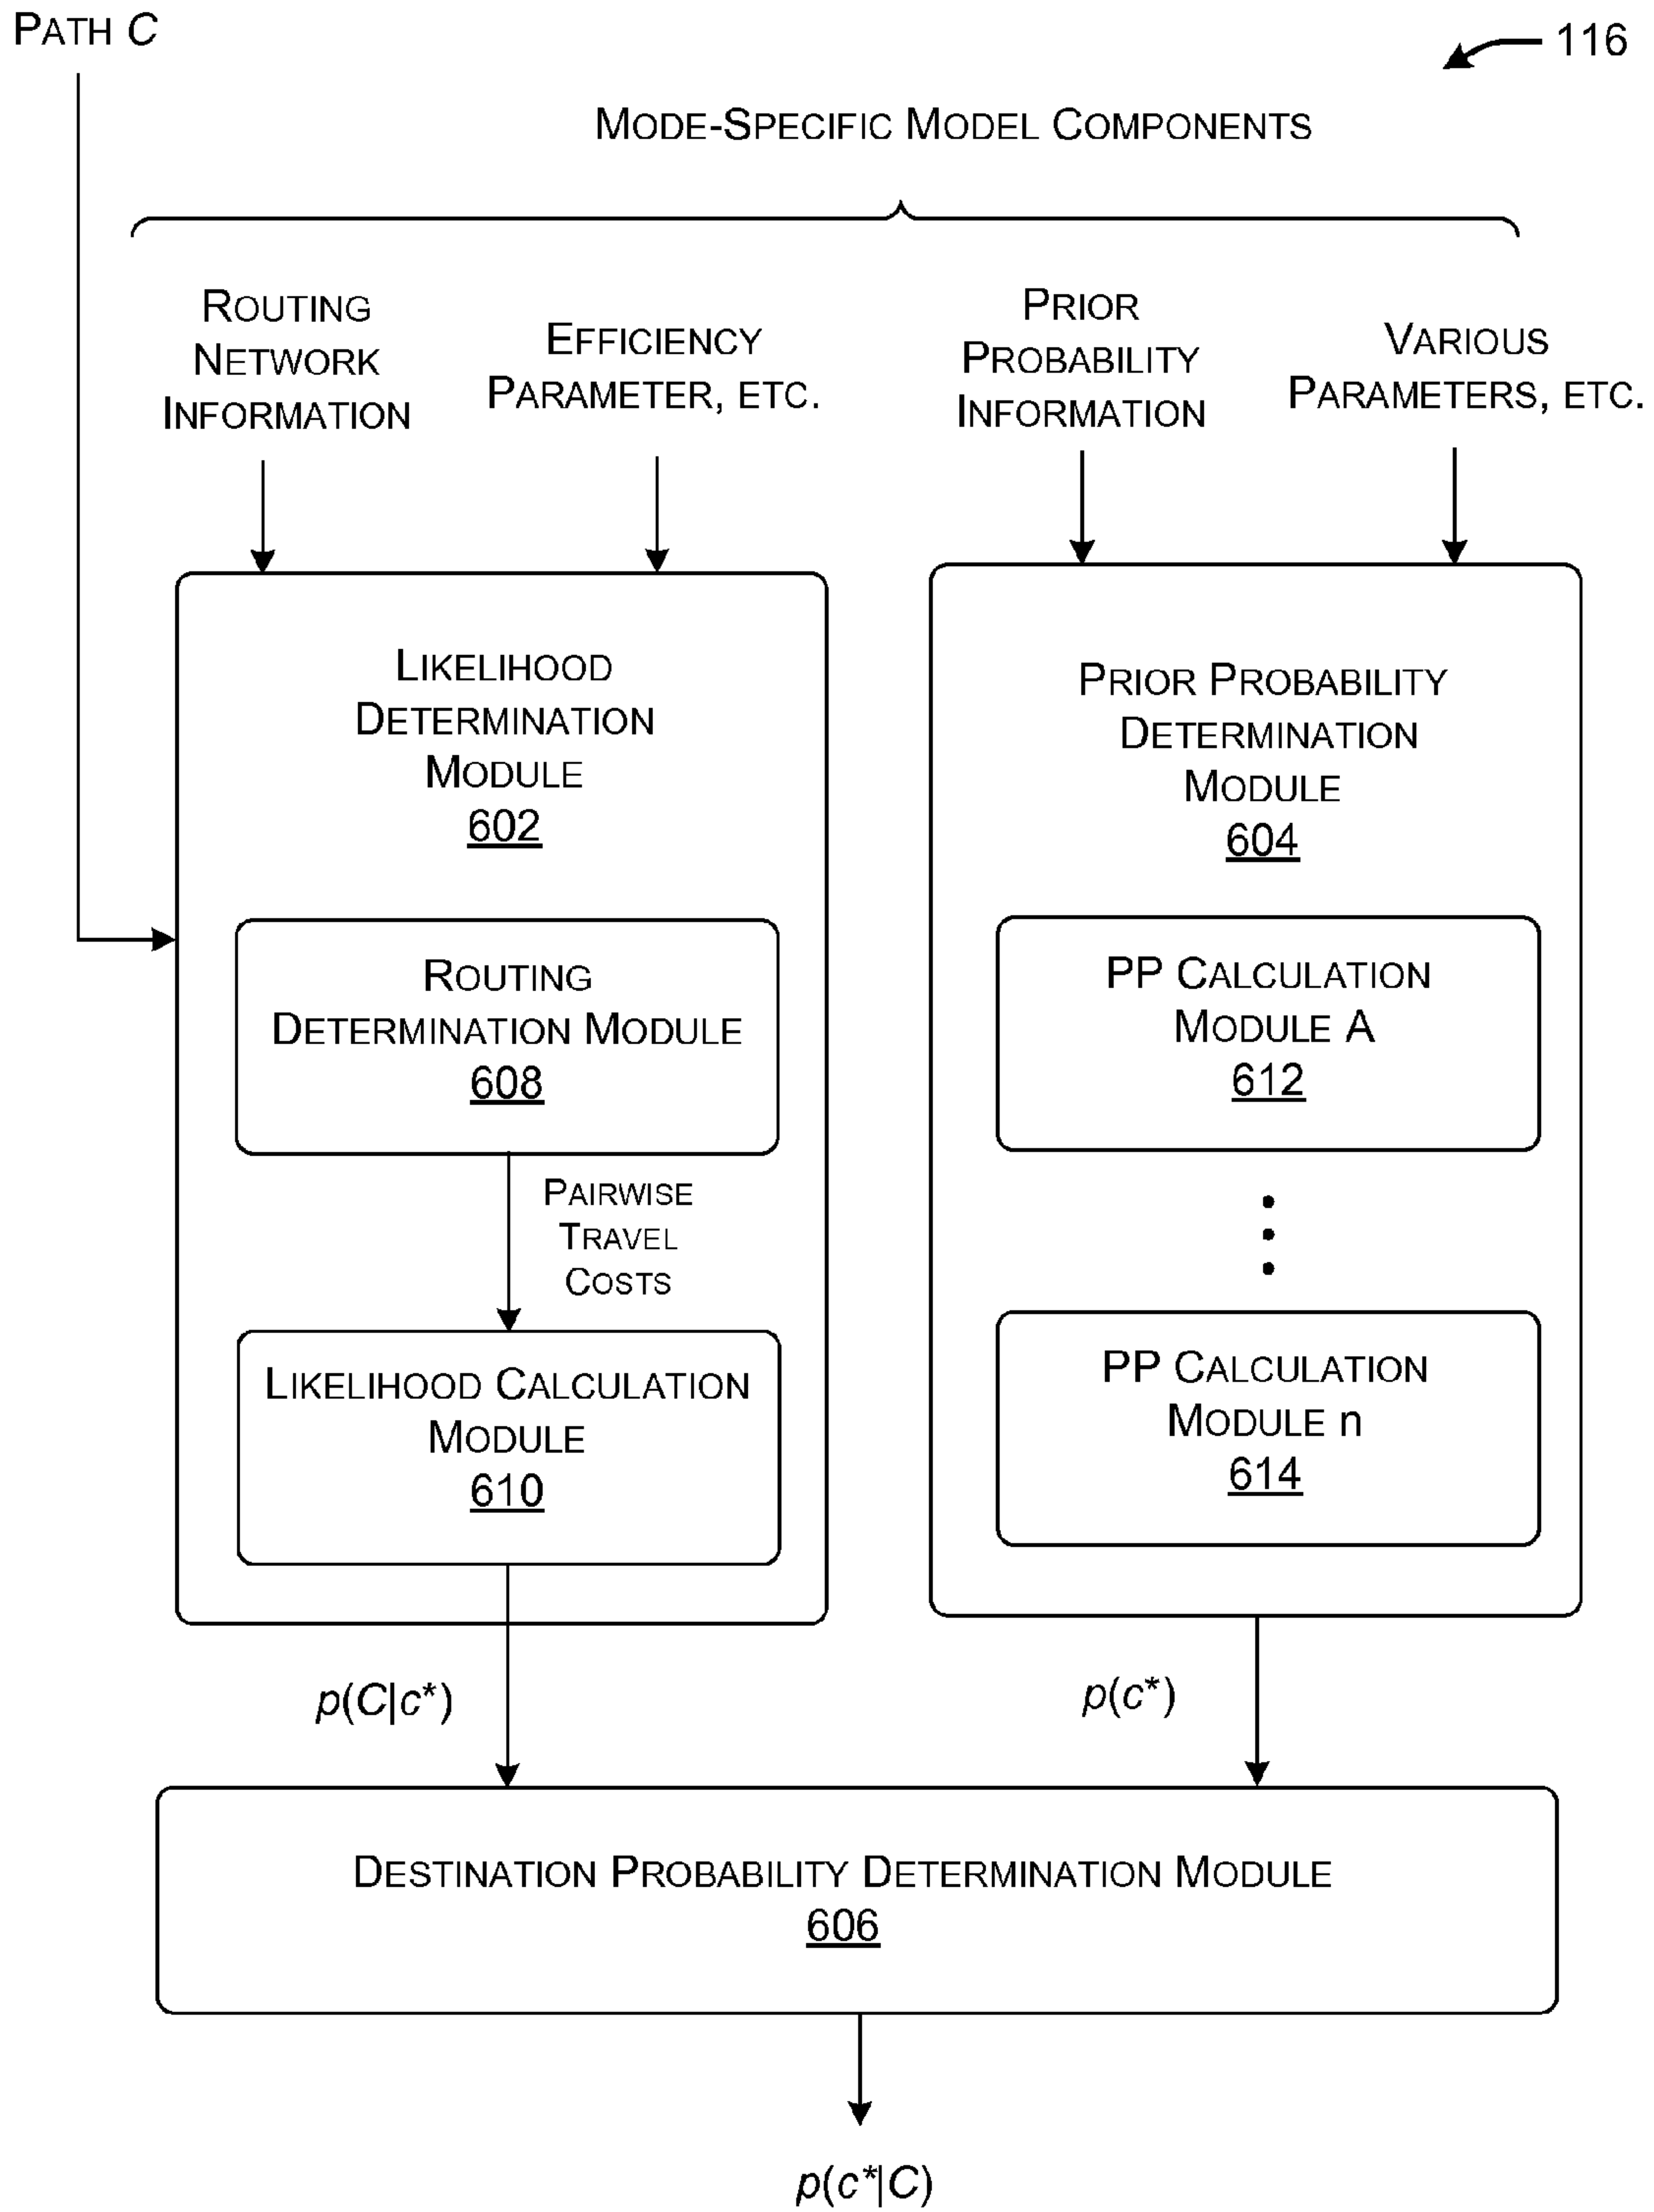 PATH C
116
MODE-SPECIFIC MODEL COMPONENTS
ROUTING
NETWORK
INFORMATION
EFFICIENCY
PARAMETER, ETC.
PRIOR
PROBABILITY
INFORMATION
VARIOUS
PARAMETERS, ETC.
LIKELIHOOD
DETERMINATION
MODULE
602
ROUTING
DETERMINATION MODULE
608
PAIRWISE
TRAVEL
COSTS
LIKELIHOOD CALCULATION
MODULE
610
PRIOR PROBABILITY
DETERMINATION
MODULE
604
PP CALCULATION
MODULE A
612
PP CALCULATION
MODULE n
614
p(C|c*)
p(c*)
DESTINATION PROBABILITY DETERMINATION MODULE
606
p(c*|C)